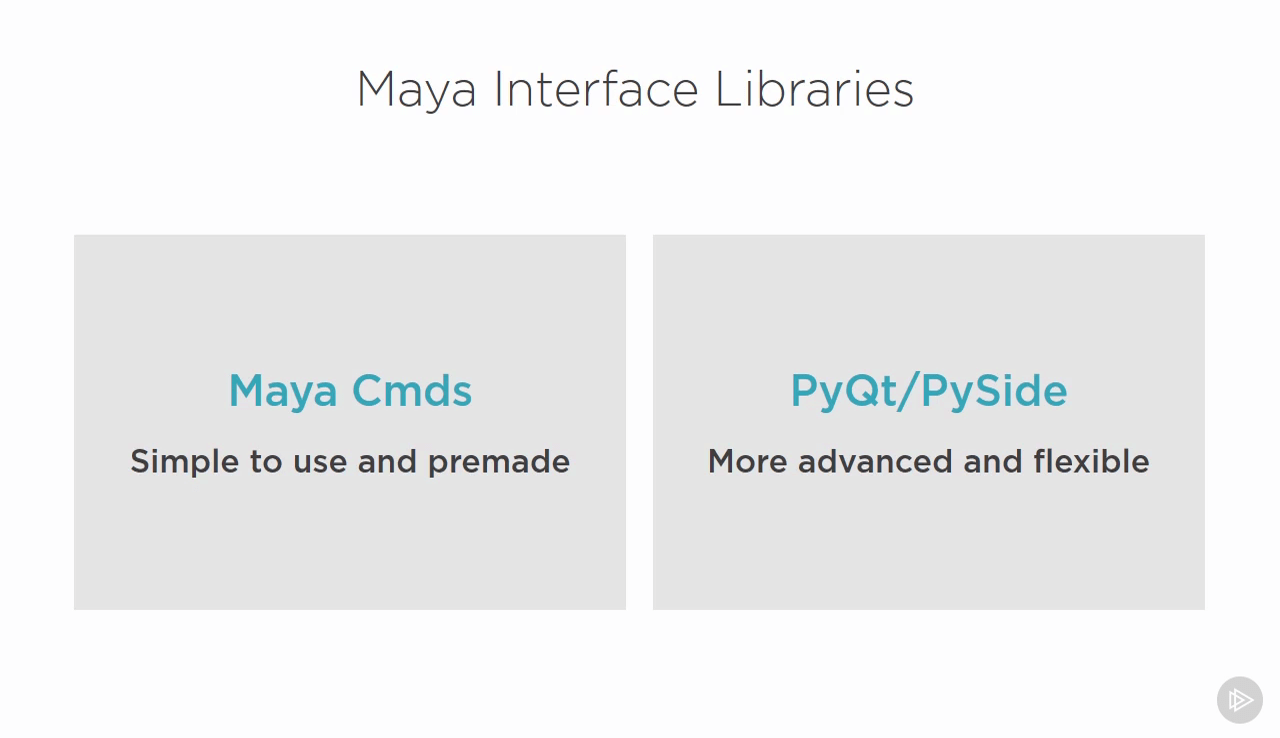 Maya Interface Libraries
Maya Cmds
Simple to use and premade
PyQt/PySide
More advanced and flexible